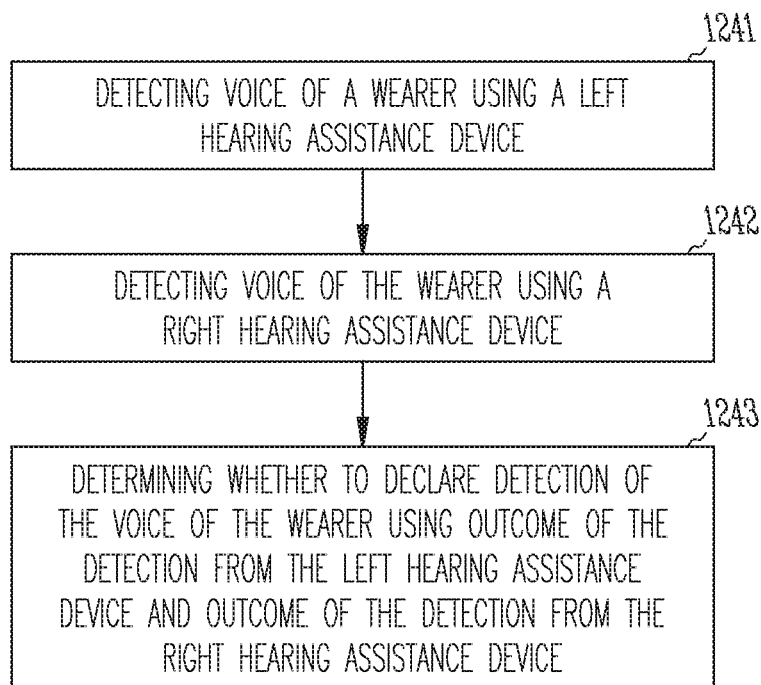 1241
DETECTING VOICE OF A WEARER USING A LEFT
HEARING ASSISTANCE DEVICE
1242
DETECTING VOICE OF THE WEARER USING A
RIGHT HEARING ASSISTANCE DEVICE
1243
DETERMINING WHETHER TO DECLARE DETECTION OF
THE VOICE OF THE WEARER USING OUTCOME OF THE
DETECTION FROM THE LEFT HEARING ASSISTANCE
DEVICE AND OUTCOME OF THE DETECTION FROM THE
RIGHT HEARING ASSISTANCE DEVICE